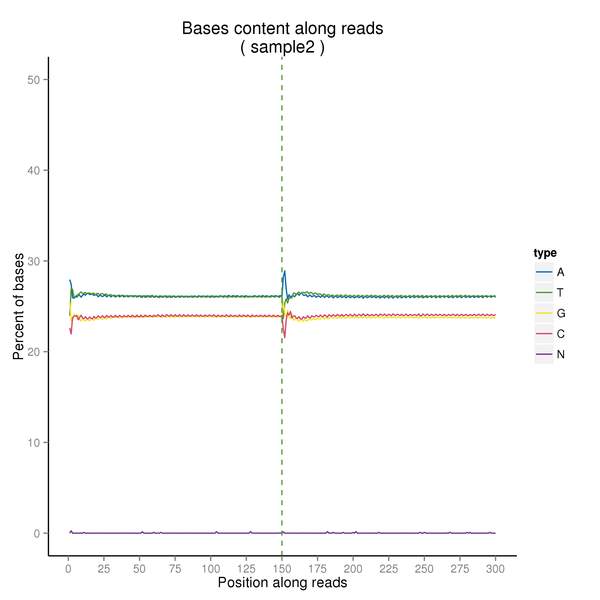 Bases content along reads
( sample2 )
Percent of bases
50
40
30
20
10
0
0 25 50 75 100 125 150 175 200 225 250 275 300
Position along reads
type
A
T
G
C
N